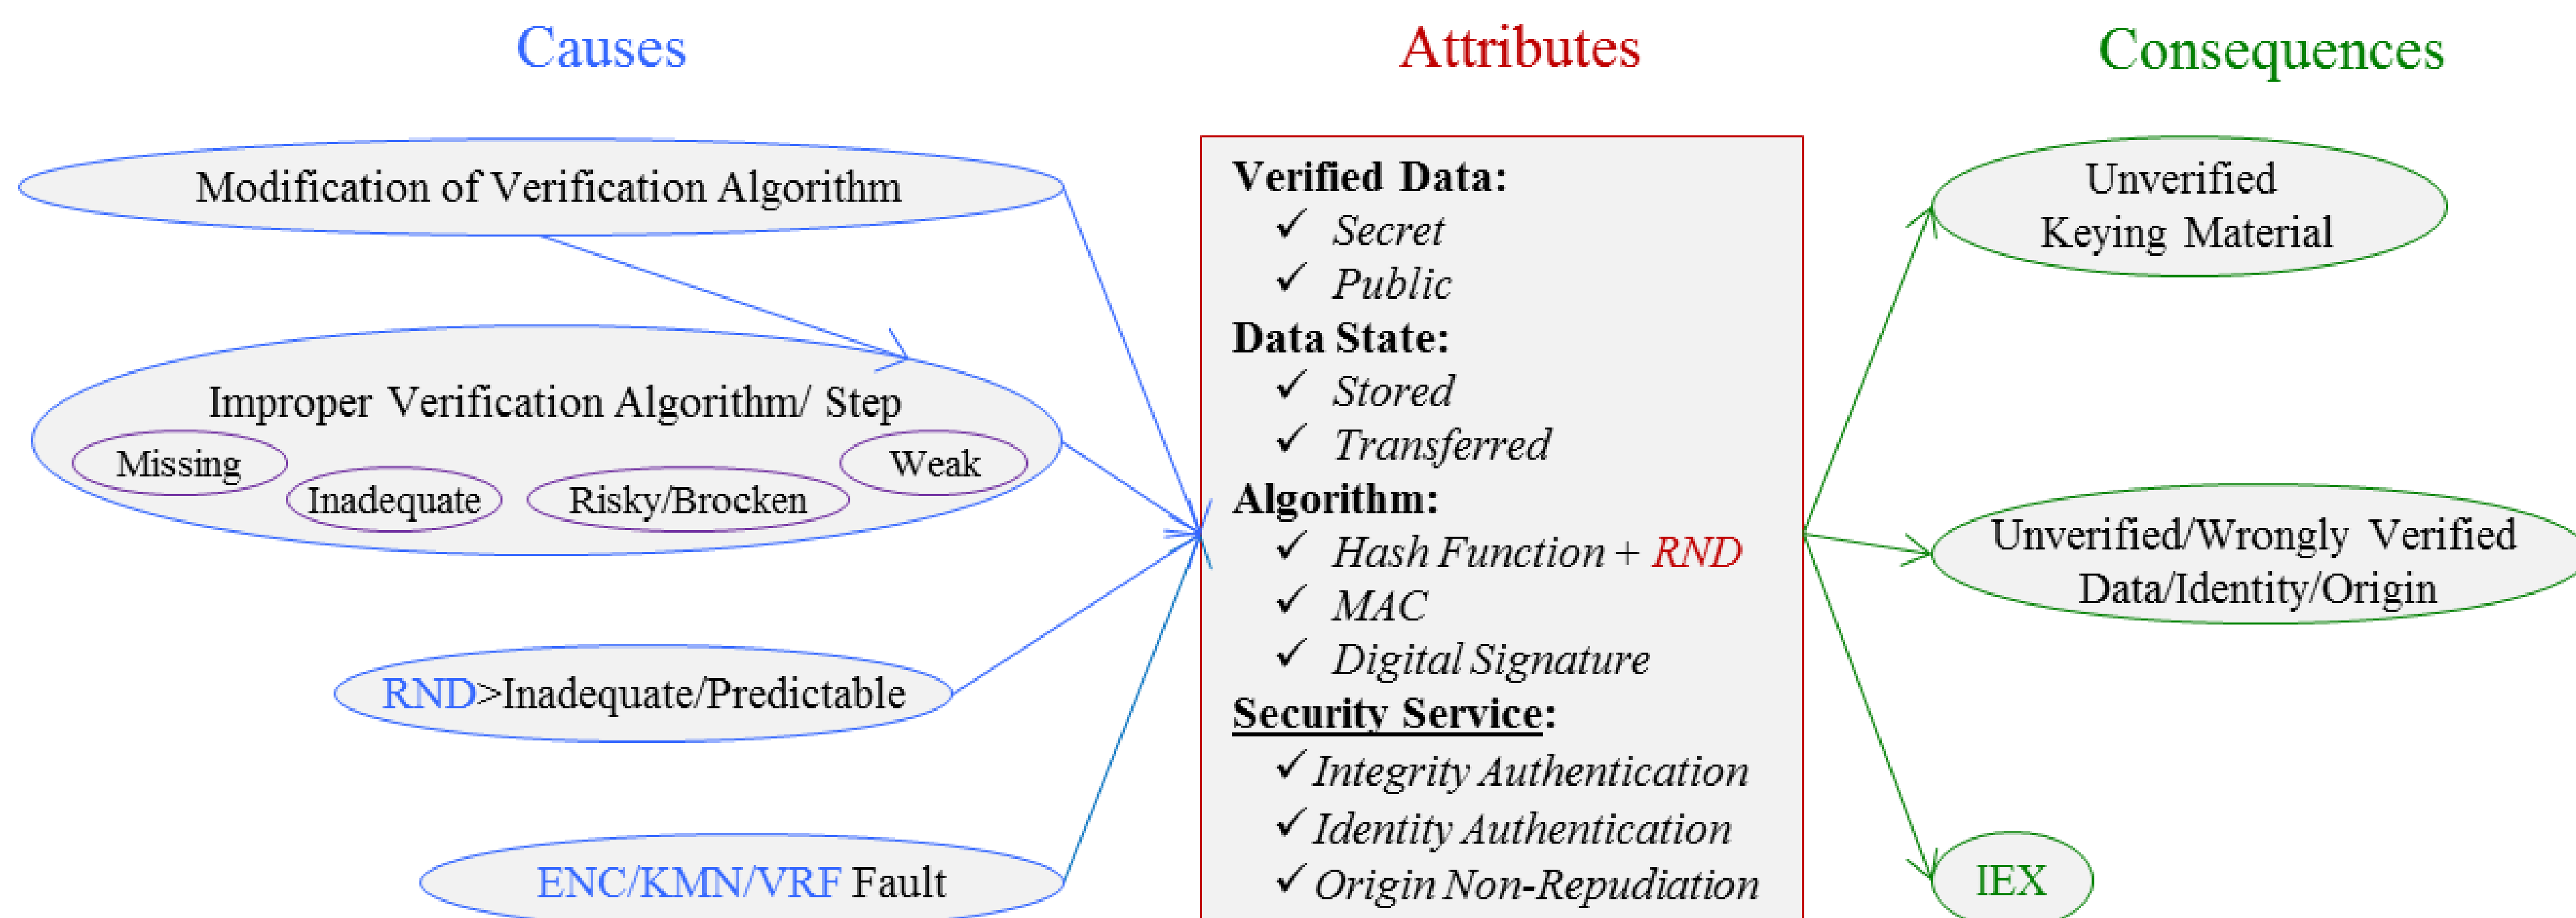 Causes
Modification of Verification Algorithm
Improper Verification Algorithm/ Step
Missing
Inadequate
Risky/Brocken
Weak
RND>Inadequate/Predictable
ENC/KMN/VRF Fault
Attributes
Verified Data:
✓ Secret
✓ Public
Data State:
✓ Stored
✓ Transferred
Algorithm:
✓ Hash Function + RND
✓ MAC
✓ Digital Signature
Security Service:
✓ Integrity Authentication
✓ Identity Authentication
✓ Origin Non-Repudiation
Consequences
Unverified
Keying Material
Unverified/Wrongly Verified
Data/Identity/Origin
IEX